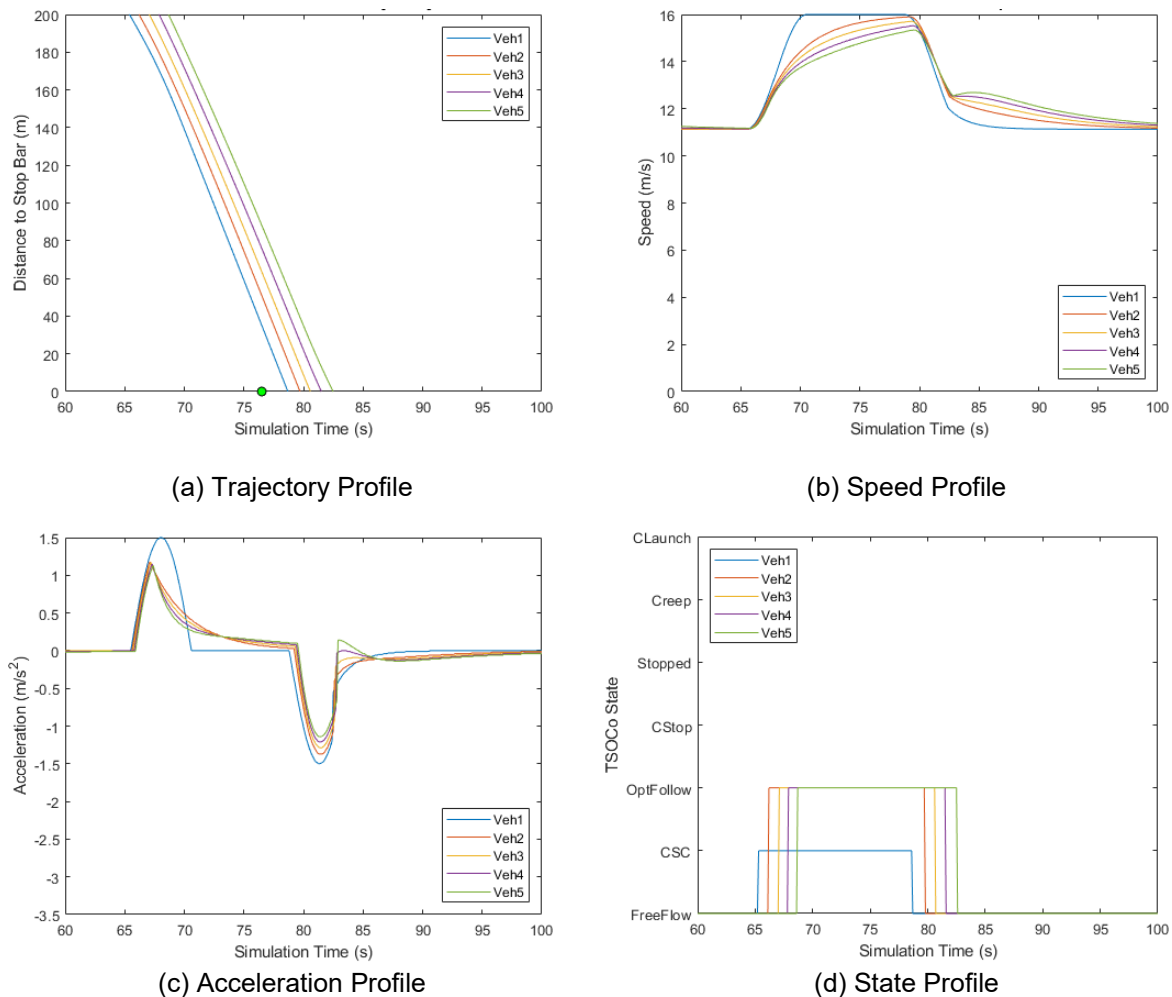 200
180
160
140
120
100
80
60
40
20
0
Distance to Stop Bar (m)
Veh1
Veh2
Veh3
Veh4
Veh5
60 65 70 75 80 85 90 95 100
Simulation Time (s)
(a) Trajectory Profile
16
14
12
10
8
6
4
2
0
Speed (m/s)
Veh1
Veh2
Veh3
Veh4
Veh5
60 65 70 75 80 85 90 95 100
Simulation Time (s)
(b) Speed Profile
1.5
1
0.5
0
-0.5
-1
-1.5
-2
-2.5
-3
-3.5
Acceleration (m/s²)
Veh1
Veh2
Veh3
Veh4
Veh5
60 65 70 75 80 85 90 95 100
Simulation Time (s)
(c) Acceleration Profile
CLaunch
Creep
Stopped
CStop
OptFollow
CSC
FreeFlow
TSOCo State
Veh1
Veh2
Veh3
Veh4
Veh5
60 65 70 75 80 85 90 95 100
Simulation Time (s)
(d) State Profile